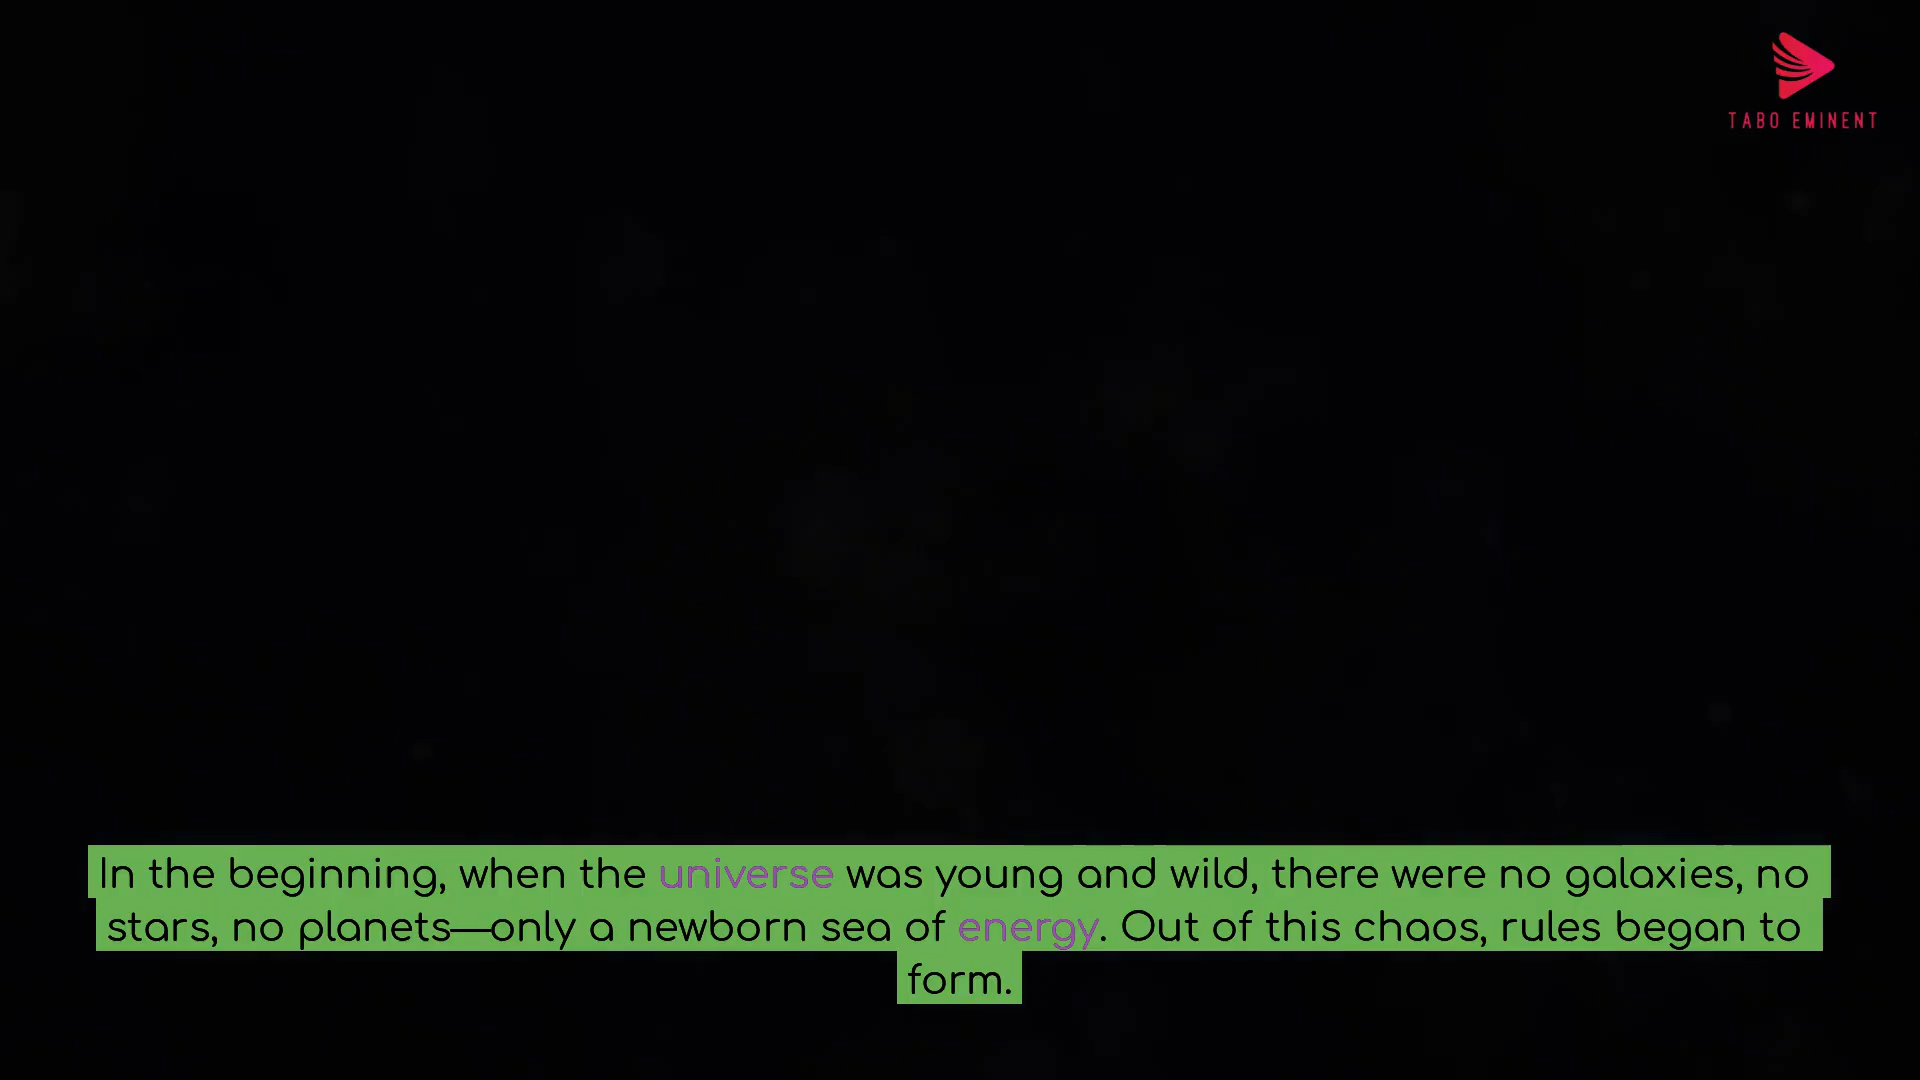 TABO EMINENT
In the beginning, when the universe was young and wild, there were no galaxies, no
stars, no planets—only a newborn sea of energy. Out of this chaos, rules began to
form.